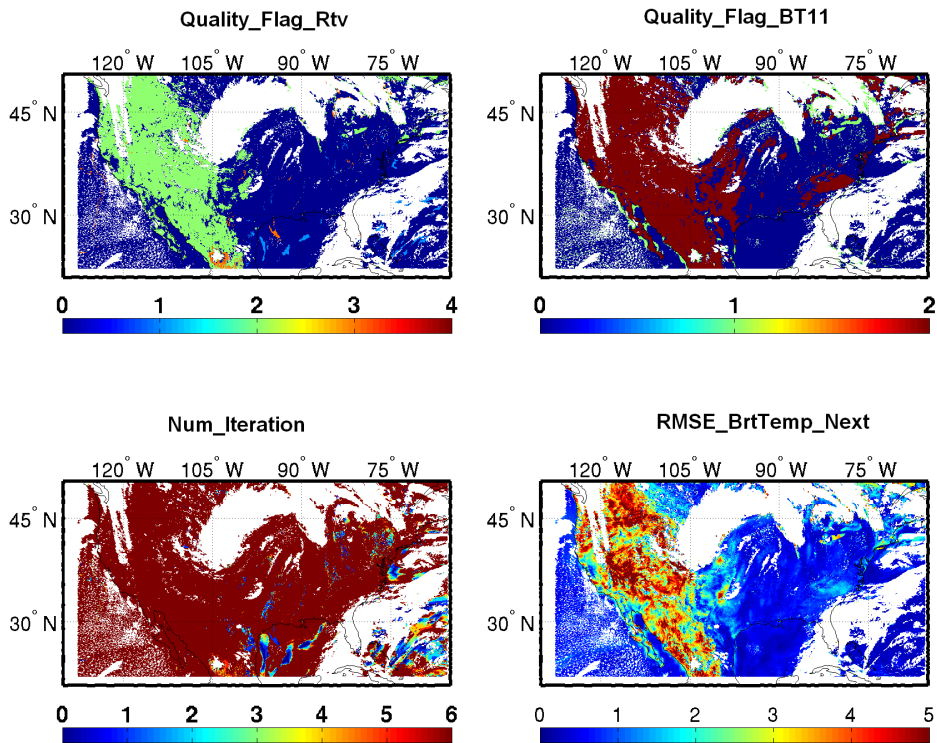 Quality_Flag_Rtv
120° W 105° W 90° W 75° W
45° N
30° N
0 1 2 3 4
Quality_Flag_BT11
120° W 105° W 90° W 75° W
45° N
30° N
0 1 2
Num_Iteration
120° W 105° W 90° W 75° W
45° N
30° N
0 1 2 3 4 5 6
RMSE_BrtTemp_Next
120° W 105° W 90° W 75° W
45° N
30° N
0 1 2 3 4 5